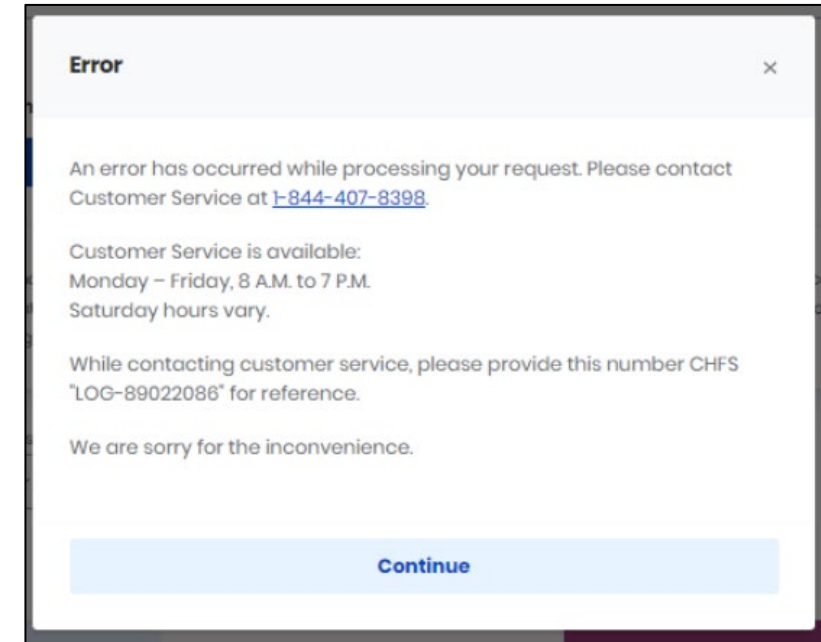 Error
×
An error has occurred while processing your request. Please contact
Customer Service at 1-844-407-8398.
Customer Service is available:
Monday – Friday, 8 A.M. to 7 P.M.
Saturday hours vary.
While contacting customer service, please provide this number CHFS
"LOG-89022086" for reference.
We are sorry for the inconvenience.
Continue